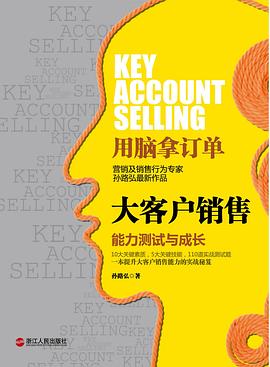 KEY
ACCOUNT
SELLING
用脑拿订单
营销及销售行为专家
孙路弘最新作品
大客户销售
能力测试与成长
10大关键素质，5大关键技能，110道实战测试题
一本提升大客户销售能力的实战秘笈
孙路弘 著
浙江人民出版社